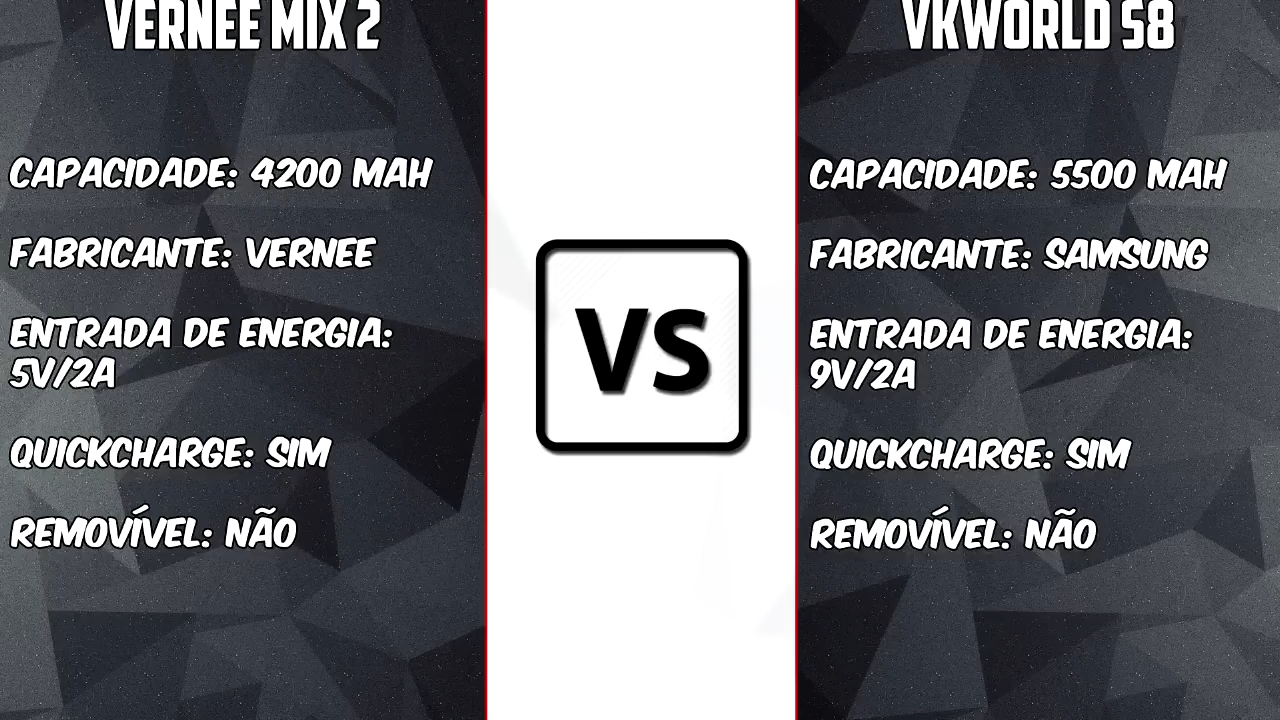 VERNEE MIX 2
CAPACIDADE: 4200 MAH
FABRICANTE: VERNEE
ENTRADA DE ENERGIA:
5V/2A
QUICKCHARGE: SIM
REMOVÍVEL: NÃO
VS
VKWORLD S8
CAPACIDADE: 5500 MAH
FABRICANTE: SAMSUNG
ENTRADA DE ENERGIA:
9V/2A
QUICKCHARGE: SIM
REMOVÍVEL: NÃO